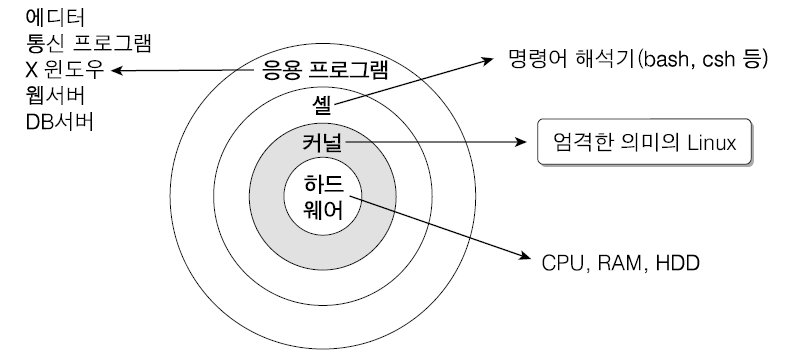 에디터
통신 프로그램
X 윈도우
웹서버
DB서버
응용 프로그램
셸
커널
하드
웨어
명령어 해석기(bash, csh 등)
엄격한 의미의 Linux
CPU, RAM, HDD